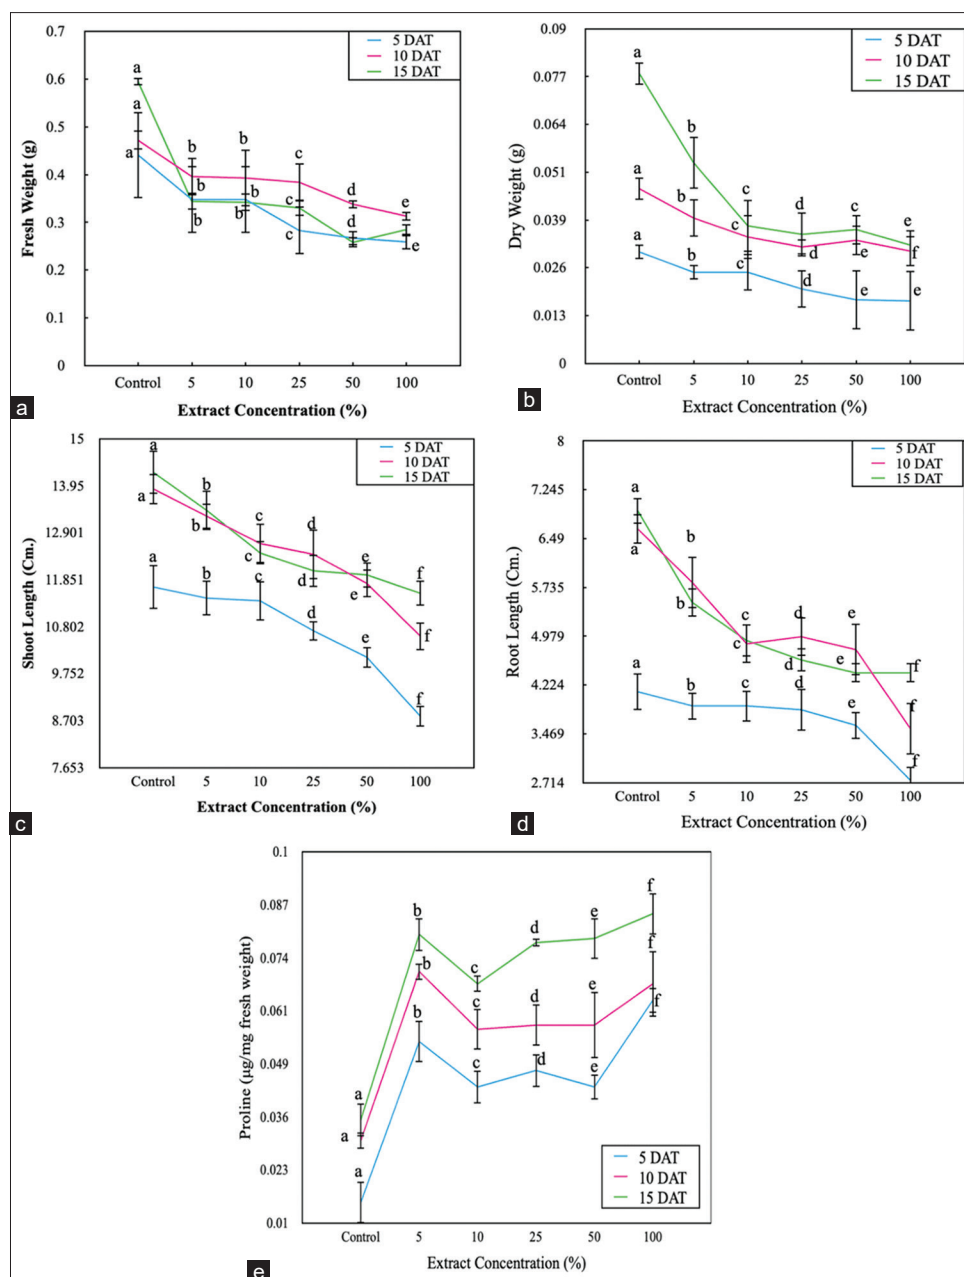 0.7
0.6
0.5
0.4
0.3
0.2
0.1
0
Fresh Weight (g)
5 DAT
10 DAT
15 DAT
a
a
a
b
b
b
b
b
b
c
c
c
d
d
e
e
Control 5 10 25 50 100
Extract Concentration (%)
a
0.09
0.077
0.064
0.051
0.039
0.026
0.013
0
Dry Weight (g)
5 DAT
10 DAT
15 DAT
a
a
a
b
b
b
c
c
c
d
d
d
c
e
e
e
f
e
Control 5 10 25 50 100
Extract Concentration (%)
b
15
13.95
12.901
11.851
10.802
9.752
8.703
7.653
Shoot Length (Cm.)
5 DAT
10 DAT
15 DAT
a
a
a
b
b
b
c
c
c
d
d
d
e
e
e
f
f
f
Control 5 10 25 50 100
Extract Concentration (%)
c
8
7.245
6.49
5.735
4.979
4.224
3.469
2.714
Root Length (Cm.)
5 DAT
10 DAT
15 DAT
a
a
a
b
b
b
c
c
c
d
d
d
e
e
e
f
f
f
Control 5 10 25 50 100
Extract Concentration (%)
d
0.1
0.087
0.074
0.061
0.049
0.036
0.023
0.01
Proline (µg/mg fresh weight)
a
a
a
b
b
b
c
c
c
d
d
d
e
e
e
f
f
f
5 DAT
10 DAT
15 DAT
Control 5 10 25 50 100
Extract Concentration (%)
e